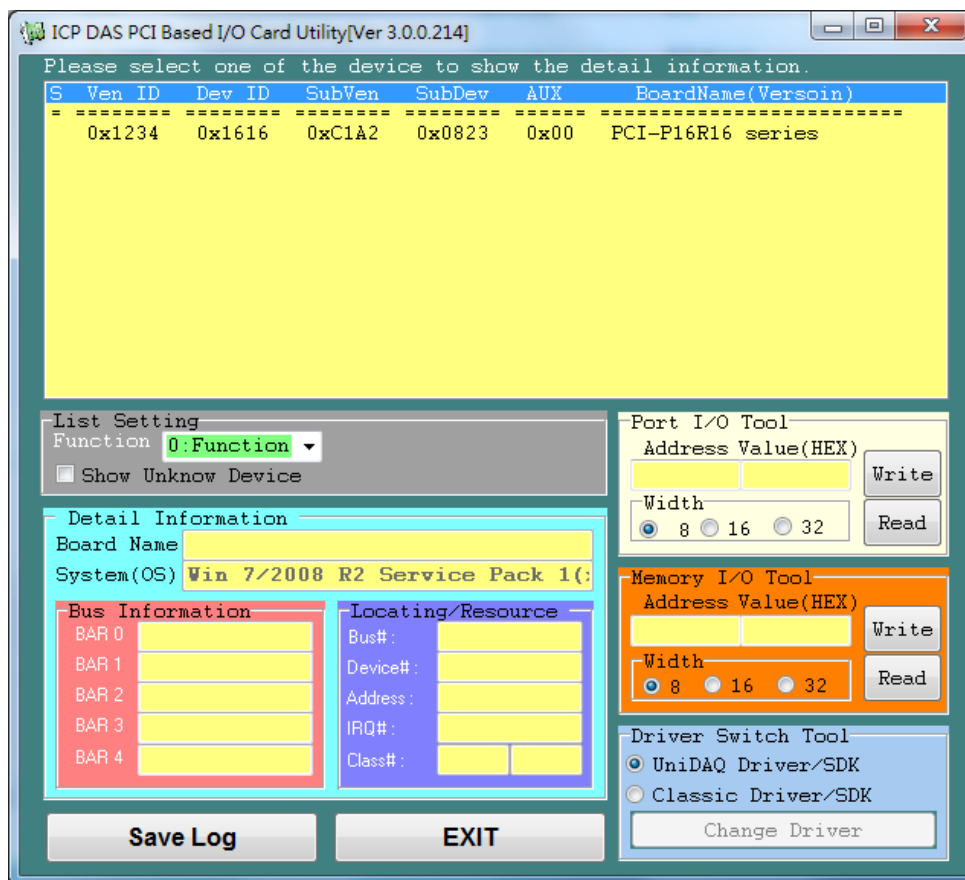 ICP DAS PCI Based I/O Card Utility[Ver 3.0.0.214]
Please select one of the device to show the detail information.
S Ven ID Dev ID SubVen SubDev AUX BoardName(Versoin)
= ======== ======== ======== ======== ====== ==========================
0x1234 0x1616 0xC1A2 0x0823 0x00 PCI-P16R16 series
List Setting
Function 0:Function
Show Unknow Device
Detail Information
Board Name
System(OS) Win 7/2008 R2 Service Pack 1(:
Bus Information
BAR 0
BAR 1
BAR 2
BAR 3
BAR 4
Locating/Resource
Bus# :
Device# :
Address :
IRQ# :
Class# :
Save Log
EXIT
Port I/O Tool
Address Value(HEX)
Write
Width
8 16 32
Read
Memory I/O Tool
Address Value(HEX)
Write
Width
8 16 32
Read
Driver Switch Tool
UniDAQ Driver/SDK
Classic Driver/SDK
Change Driver